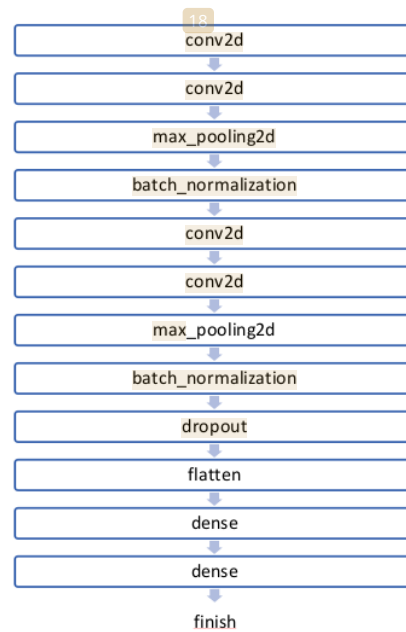 18
conv2d
conv2d
max_pooling2d
batch_normalization
conv2d
conv2d
max_pooling2d
batch_normalization
dropout
flatten
dense
dense
finish